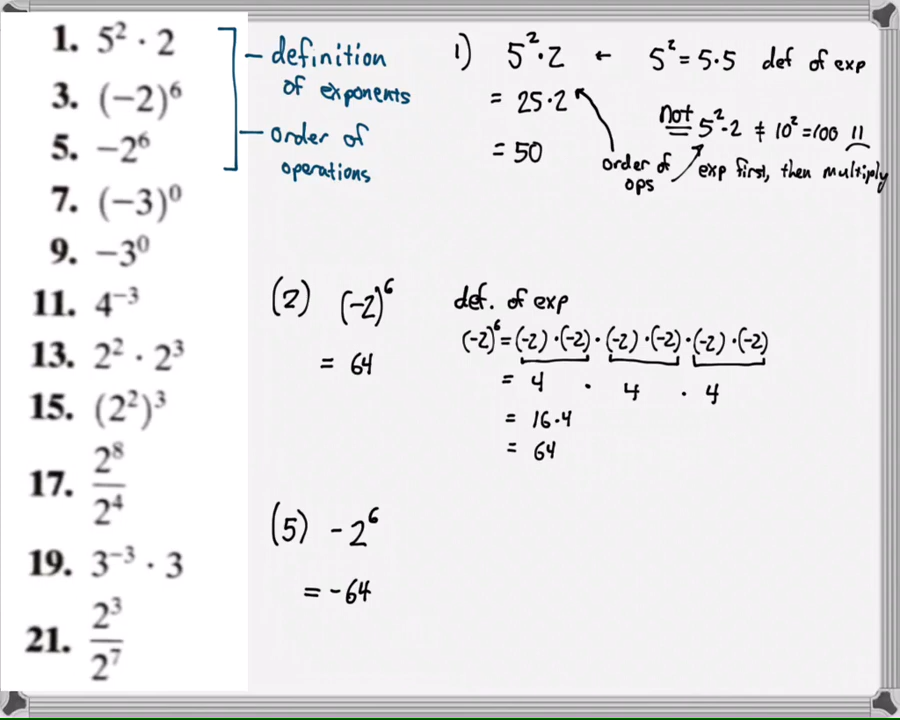 1. 5² · 2
3. (−2)⁶
5. −2⁶
7. (−3)⁰
9. −3⁰
11. 4⁻³
13. 2² · 2³
15. (2²)³
17. 2⁸/2⁴
19. 3⁻³ · 3
21. 2³/2⁷
– definition
of exponents
– order of
operations
1) 5²·2 ← 5² = 5·5 def of exp
= 25·2
= 50
not 5²·2 ≠ 10² = 100 !!
order of
ops
exp first, then multiply
(2) (-2)⁶
= 64
def. of exp
(-2)⁶ = (-2)·(-2)·(-2)·(-2)·(-2)·(-2)
= 4 · 4 · 4
= 16·4
= 64
(5) -2⁶
= -64